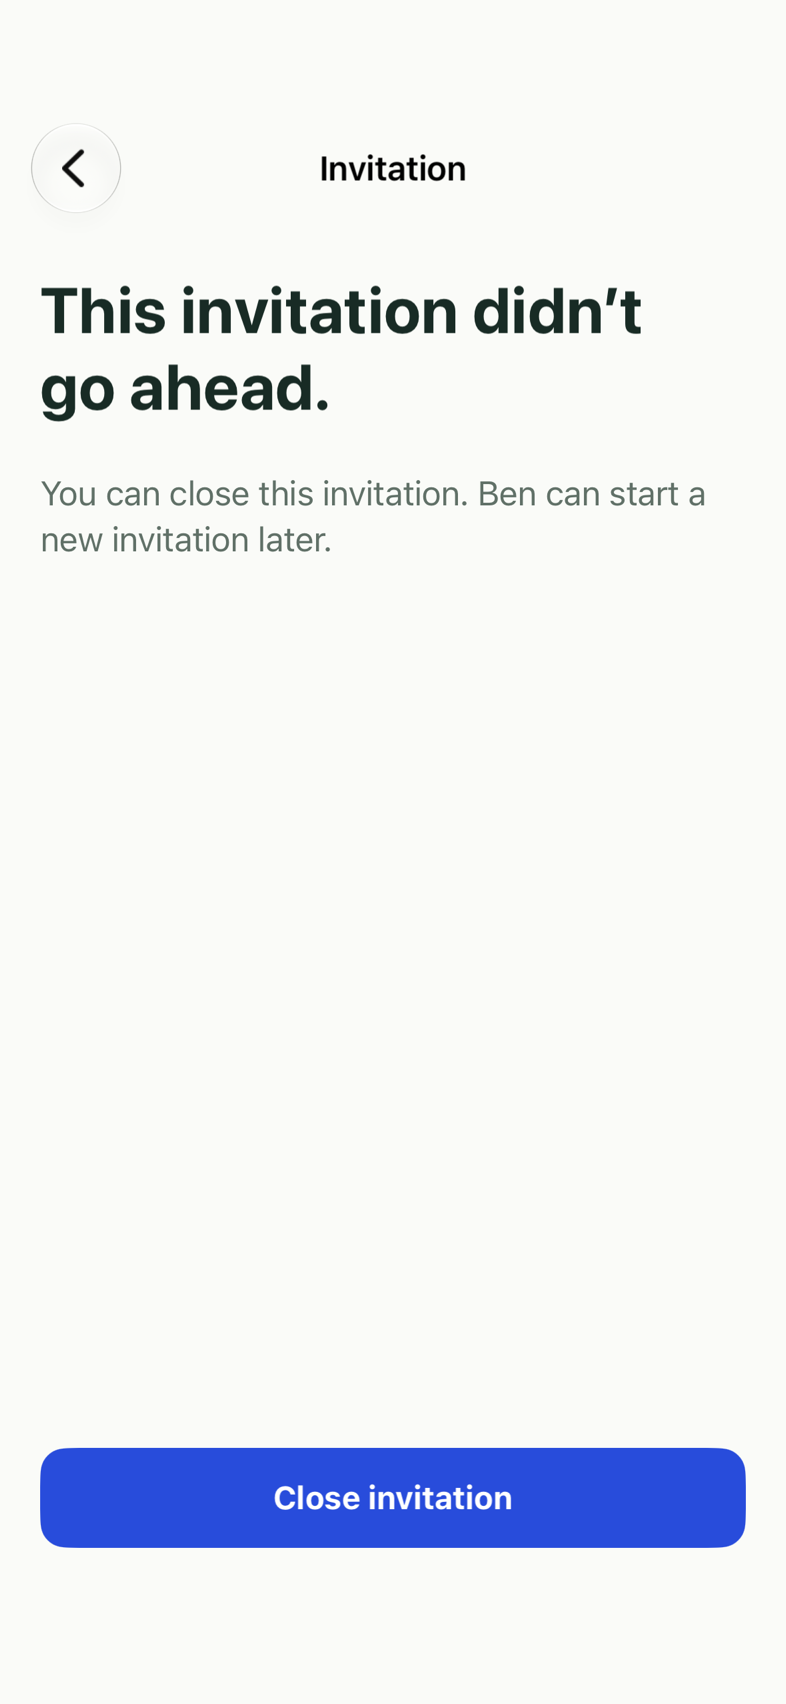 Invitation
This invitation didn’t
go ahead.
You can close this invitation. Ben can start a
new invitation later.
Close invitation